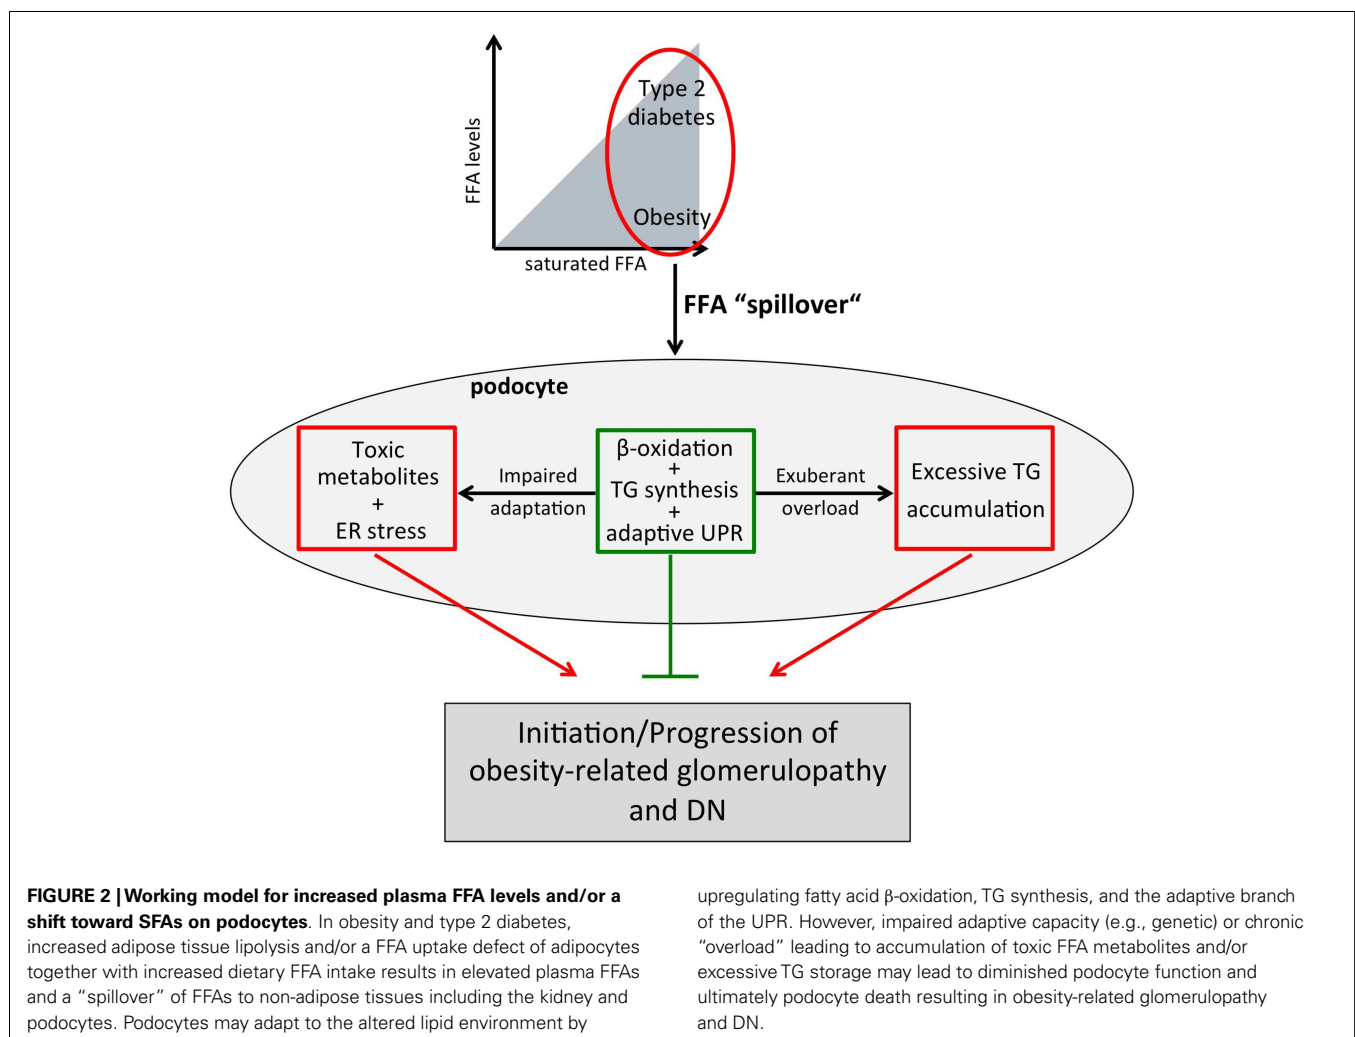 Type 2
diabetes
FFA levels
Obesity
saturated FFA
FFA “spillover“
podocyte
Toxic
metabolites
+
ER stress
Impaired
adaptation
β-oxidation
+
TG synthesis
+
adaptive UPR
Exuberant
overload
Excessive TG
accumulation
Initiation/Progression of
obesity-related glomerulopathy
and DN
FIGURE 2 | Working model for increased plasma FFA levels and/or a
shift toward SFAs on podocytes. In obesity and type 2 diabetes,
increased adipose tissue lipolysis and/or a FFA uptake defect of adipocytes
together with increased dietary FFA intake results in elevated plasma FFAs
and a “spillover” of FFAs to non-adipose tissues including the kidney and
podocytes. Podocytes may adapt to the altered lipid environment by
upregulating fatty acid β-oxidation, TG synthesis, and the adaptive branch
of the UPR. However, impaired adaptive capacity (e.g., genetic) or chronic
“overload” leading to accumulation of toxic FFA metabolites and/or
excessive TG storage may lead to diminished podocyte function and
ultimately podocyte death resulting in obesity-related glomerulopathy
and DN.